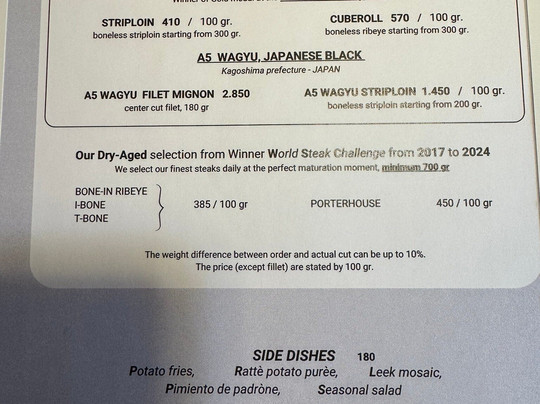 STRIPLOIN 410 / 100 gr.
boneless striploin starting from 300 gr.
CUBEROLL 570 / 100 gr.
boneless ribeye starting from 300 gr.
A5 WAGYU, JAPANESE BLACK
Kagoshima prefecture - JAPAN
A5 WAGYU FILET MIGNON 2.850
center cut filet, 180 gr
A5 WAGYU STRIPLOIN 1.450 / 100 gr.
boneless striploin starting from 200 gr.
Our Dry-Aged selection from Winner World Steak Challenge from 2017 to 2024
We select our finest steaks daily at the perfect maturation moment, minimum 700 gr
BONE-IN RIBEYE
I-BONE
T-BONE
385 / 100 gr
PORTERHOUSE 450 / 100 gr
The weight difference between order and actual cut can be up to 10%.
The price (except fillet) are stated by 100 gr.
SIDE DISHES 180
Potato fries, Rattè potato purèe, Leek mosaic,
Pimiento de padròne, Seasonal salad